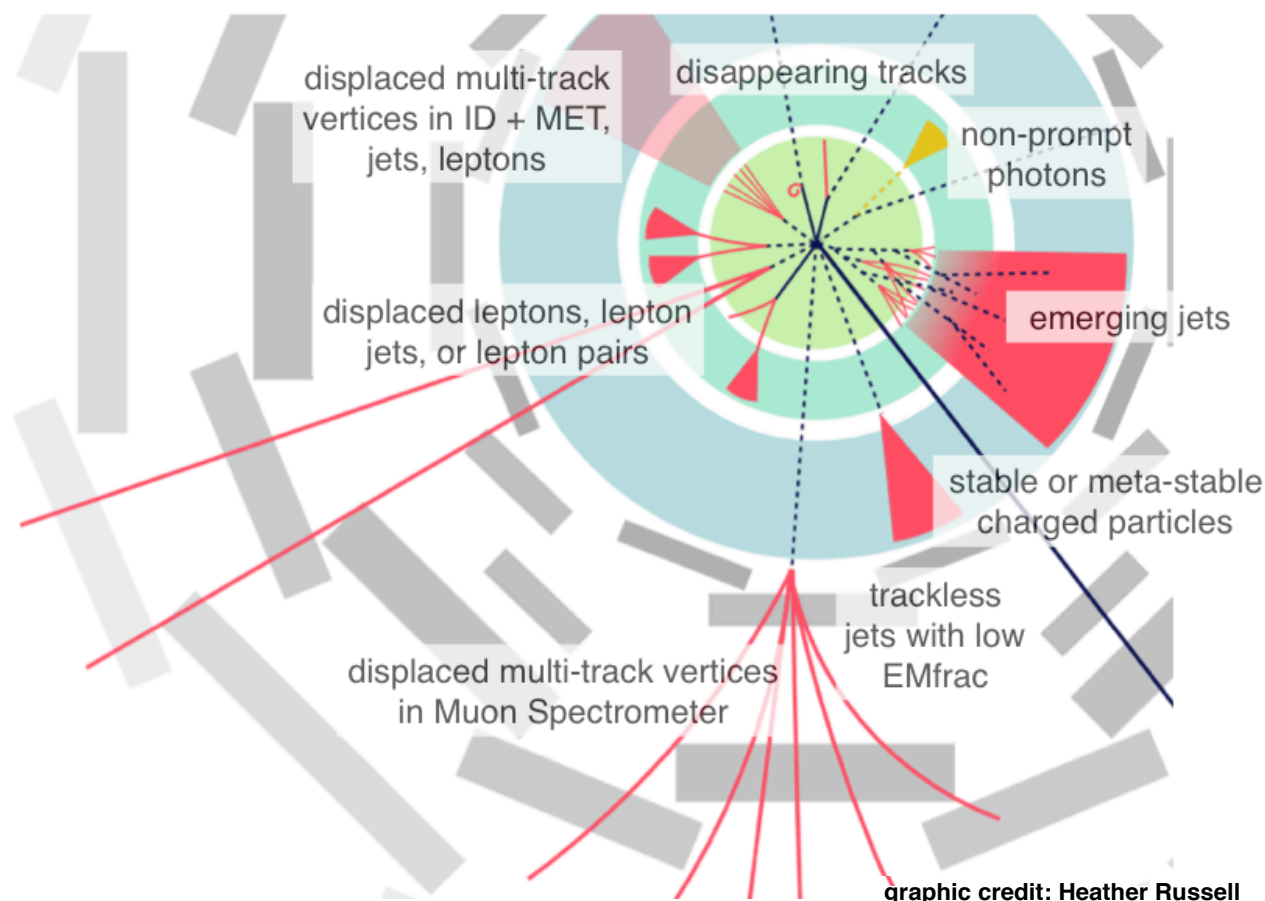 displaced multi-track
vertices in ID + MET,
jets, leptons
disappearing tracks
non-prompt
photons
displaced leptons, lepton
jets, or lepton pairs
emerging jets
stable or meta-stable
charged particles
trackless
jets with low
EMfrac
displaced multi-track vertices
in Muon Spectrometer
graphic credit: Heather Russell